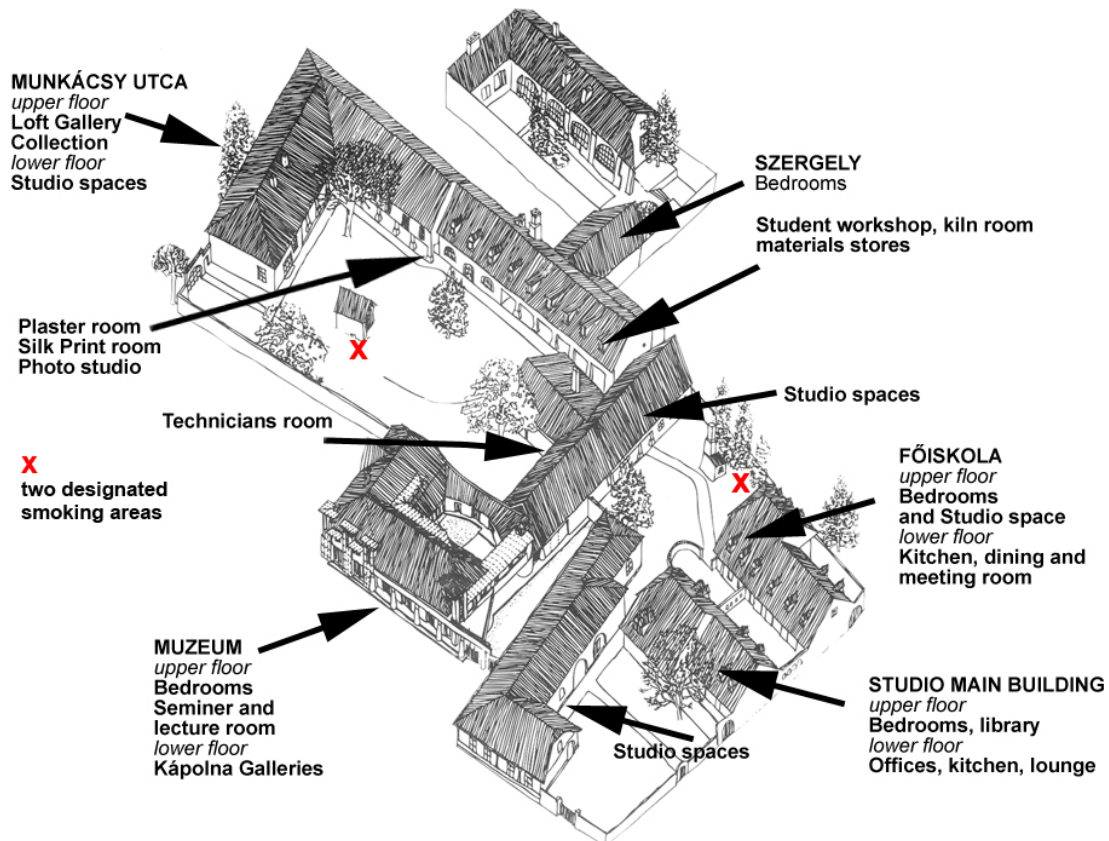 MUNKÁCSY UTCA
upper floor
Loft Gallery
Collection
lower floor
Studio spaces
SZERGELY
Bedrooms
Student workshop, kiln room
materials stores
Plaster room
Silk Print room
Photo studio
X
Technicians room
Studio spaces
X
two designated
smoking areas
X
FŐISKOLA
upper floor
Bedrooms
and Studio space
lower floor
Kitchen, dining and
meeting room
MUZEUM
upper floor
Bedrooms
Seminer and
lecture room
lower floor
Kápolna Galleries
Studio spaces
STUDIO MAIN BUILDING
upper floor
Bedrooms, library
lower floor
Offices, kitchen, lounge